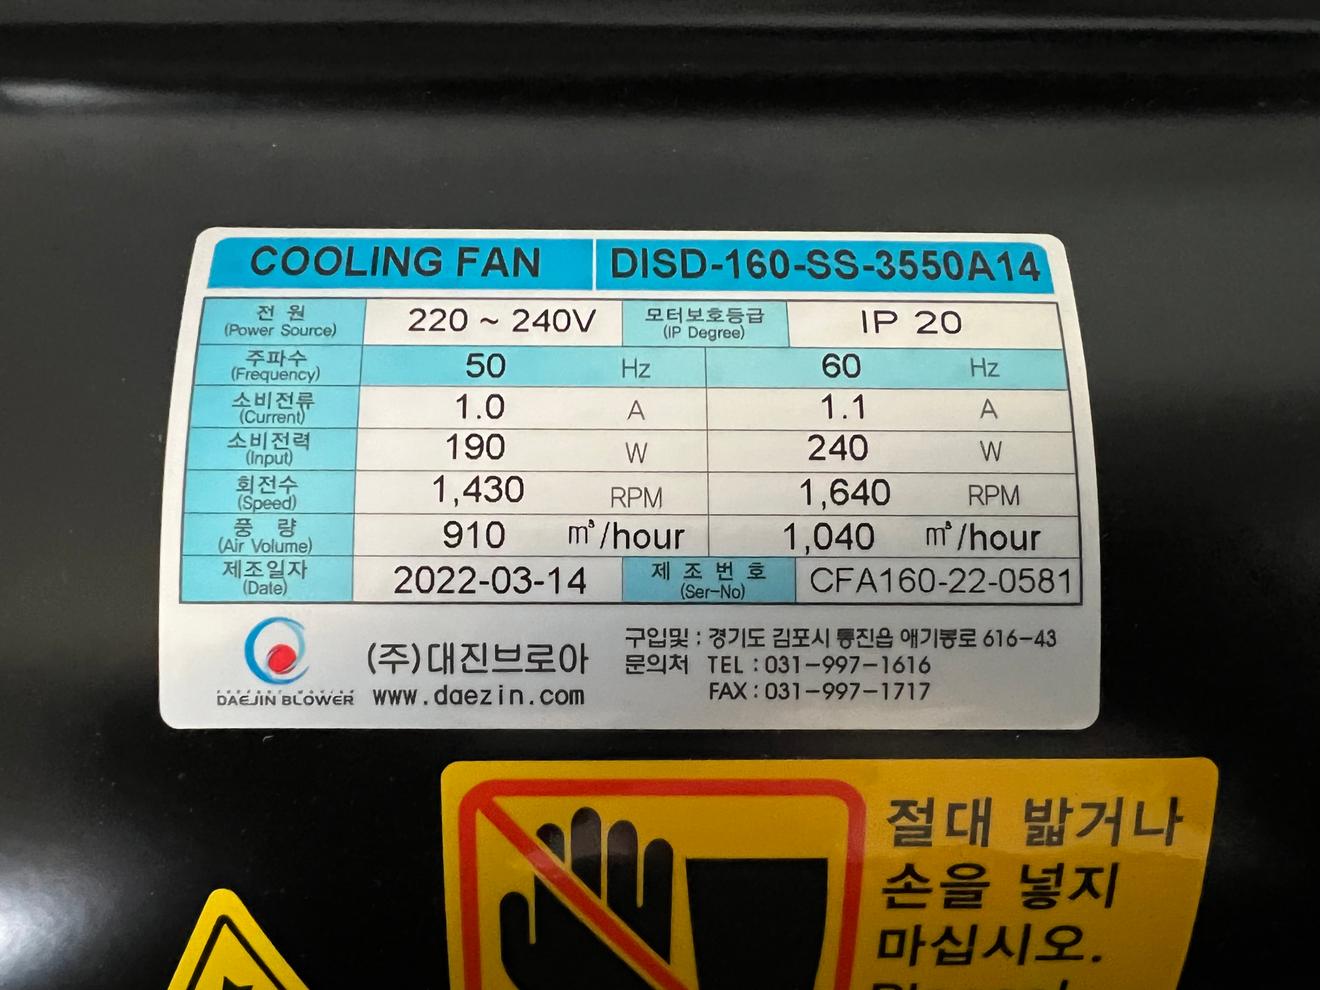 COOLING FAN DISD-160-SS-3550A14
전 원 (Power Source) 220 ~ 240V 모터보호등급 (IP Degree) IP 20
주파수 (Frequency) 50 Hz 60 Hz
소비전류 (Current) 1.0 A 1.1 A
소비전력 (Input) 190 W 240 W
회전수 (Speed) 1,430 RPM 1,640 RPM
풍 량 (Air Volume) 910 m³/hour 1,040 m³/hour
제조일자 (Date) 2022-03-14 제 조 번 호 (Ser-No) CFA160-22-0581
DAEJIN BLOWER
(주)대진브로아
www.daezin.com
구입및 : 경기도 김포시 통진읍 애기봉로 616-43
문의처 TEL : 031-997-1616
FAX : 031-997-1717
절대 밟거나
손을 넣지
마십시오.